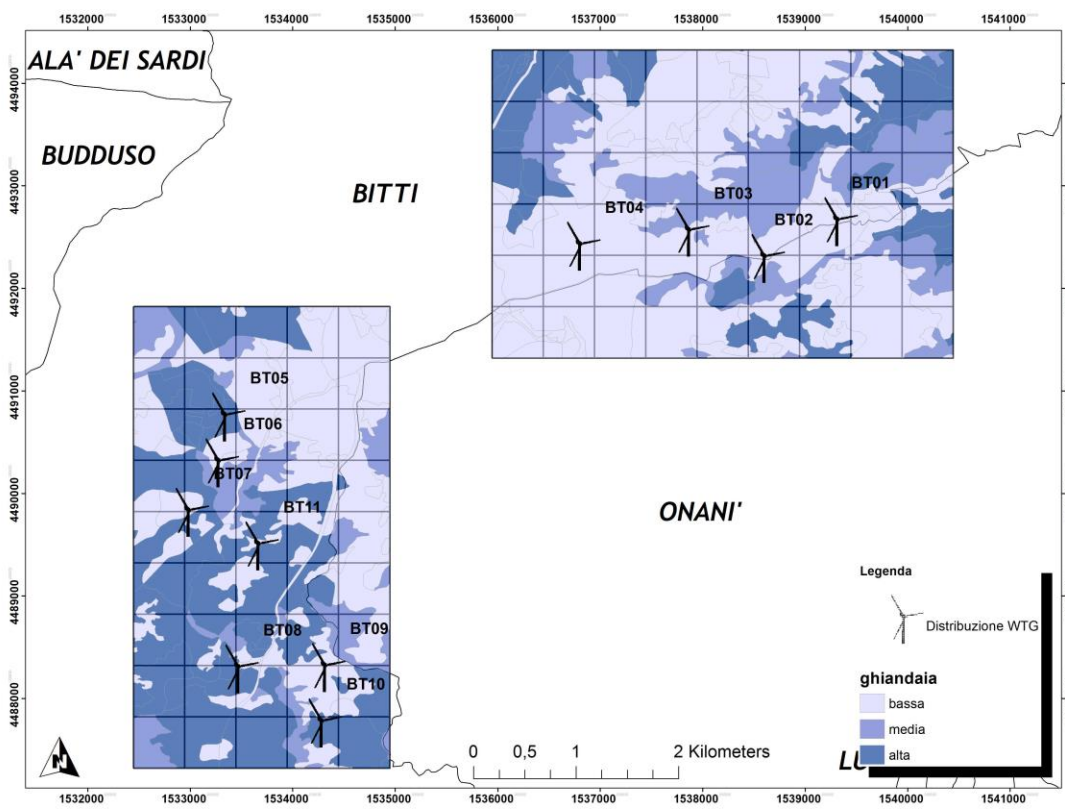 1532000 1533000 1534000 1535000 1536000 1537000 1538000 1539000 1540000 1541000
ALA' DEI SARDI
4494000
BUDDUSO
BITTI
4493000
BT01
BT03
BT04
BT02
4492000
BT05
4491000
BT06
BT07
4490000
BT11
ONANI'
Legenda
4489000
Distribuzione WTG
BT08
BT09
ghiandaia
BT10
bassa
4488000
media
alta
N
0 0,5 1 2 Kilometers
1532000 1533000 1534000 1535000 1536000 1537000 1538000 1539000 1540000 1541000